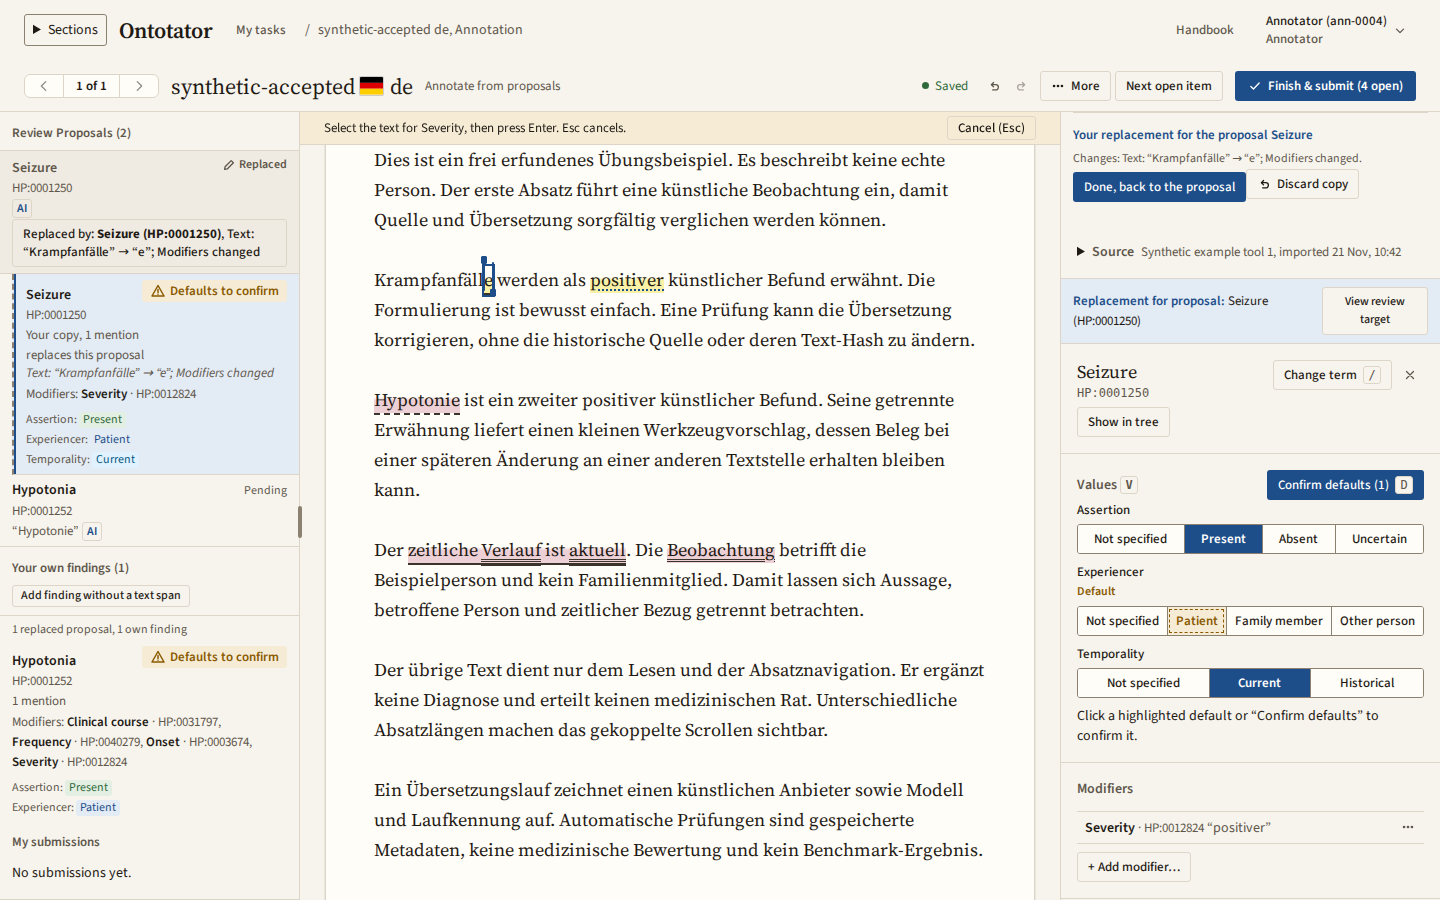 Sections
Ontotator
My tasks
/ synthetic-accepted de, Annotation
Handbook
Annotator (ann-0004)
Annotator
1 of 1
synthetic-accepted de
Annotate from proposals
Saved
More
Next open item
Finish & submit (4 open)
Review Proposals (2)
Seizure
Replaced
HP:0001250
AI
Replaced by: Seizure (HP:0001250), Text:
“Krampfanfälle” → “e”; Modifiers changed
Seizure
Defaults to confirm
HP:0001250
Your copy, 1 mention
replaces this proposal
Text: “Krampfanfälle” → “e”; Modifiers changed
Modifiers: Severity · HP:0012824
Assertion: Present
Experiencer: Patient
Temporality: Current
Hypotonia
Pending
HP:0001252
“Hypotonie” AI
Your own findings (1)
Add finding without a text span
1 replaced proposal, 1 own finding
Hypotonia
Defaults to confirm
HP:0001252
1 mention
Modifiers: Clinical course · HP:0031797,
Frequency · HP:0040279, Onset · HP:0003674,
Severity · HP:0012824
Assertion: Present
Experiencer: Patient
My submissions
No submissions yet.
Select the text for Severity, then press Enter. Esc cancels.
Cancel (Esc)
Dies ist ein frei erfundenes Übungsbeispiel. Es beschreibt keine echte
Person. Der erste Absatz führt eine künstliche Beobachtung ein, damit
Quelle und Übersetzung sorgfältig verglichen werden können.
Krampfanfälle werden als positiver künstlicher Befund erwähnt. Die
Formulierung ist bewusst einfach. Eine Prüfung kann die Übersetzung
korrigieren, ohne die historische Quelle oder deren Text-Hash zu ändern.
Hypotonie ist ein zweiter positiver künstlicher Befund. Seine getrennte
Erwähnung liefert einen kleinen Werkzeugvorschlag, dessen Beleg bei
einer späteren Änderung an einer anderen Textstelle erhalten bleiben
kann.
Der zeitliche Verlauf ist aktuell. Die Beobachtung betrifft die
Beispielperson und kein Familienmitglied. Damit lassen sich Aussage,
betroffene Person und zeitlicher Bezug getrennt betrachten.
Der übrige Text dient nur dem Lesen und der Absatznavigation. Er ergänzt
keine Diagnose und erteilt keinen medizinischen Rat. Unterschiedliche
Absatzlängen machen das gekoppelte Scrollen sichtbar.
Ein Übersetzungslauf zeichnet einen künstlichen Anbieter sowie Modell
und Laufkennung auf. Automatische Prüfungen sind gespeicherte
Metadaten, keine medizinische Bewertung und kein Benchmark-Ergebnis.
Your replacement for the proposal Seizure
Changes: Text: “Krampfanfälle” → “e”; Modifiers changed.
Done, back to the proposal
Discard copy
Source Synthetic example tool 1, imported 21 Nov, 10:42
Replacement for proposal: Seizure
(HP:0001250)
View review
target
Seizure
HP:0001250
Change term /
Show in tree
Values V
Confirm defaults (1) D
Assertion
Not specified Present Absent Uncertain
Experiencer
Default
Not specified Patient Family member Other person
Temporality
Not specified Current Historical
Click a highlighted default or “Confirm defaults” to
confirm it.
Modifiers
Severity · HP:0012824 “positiver”
+ Add modifier…